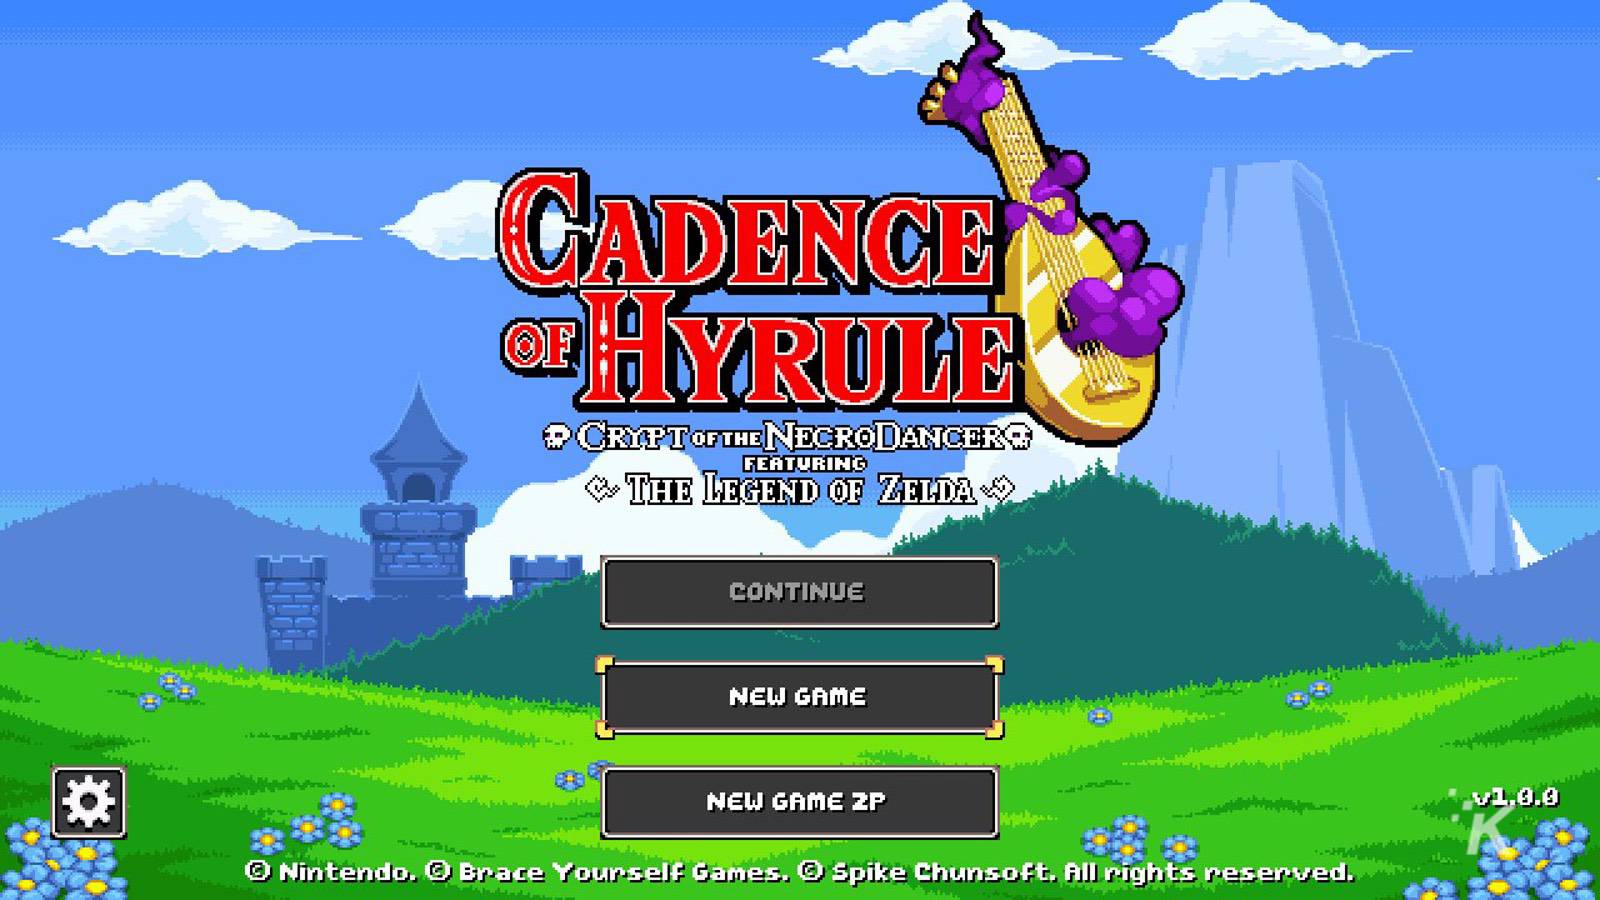 CADENCE
OF HYRULE
CRYPT OF THE NECRODANCER
FEATURING
THE LEGEND OF ZELDA
CONTINUE
NEW GAME
NEW GAME 2P
v1.0.0
K
© Nintendo. © Brace Yourself Games. © Spike Chunsoft. All rights reserved.